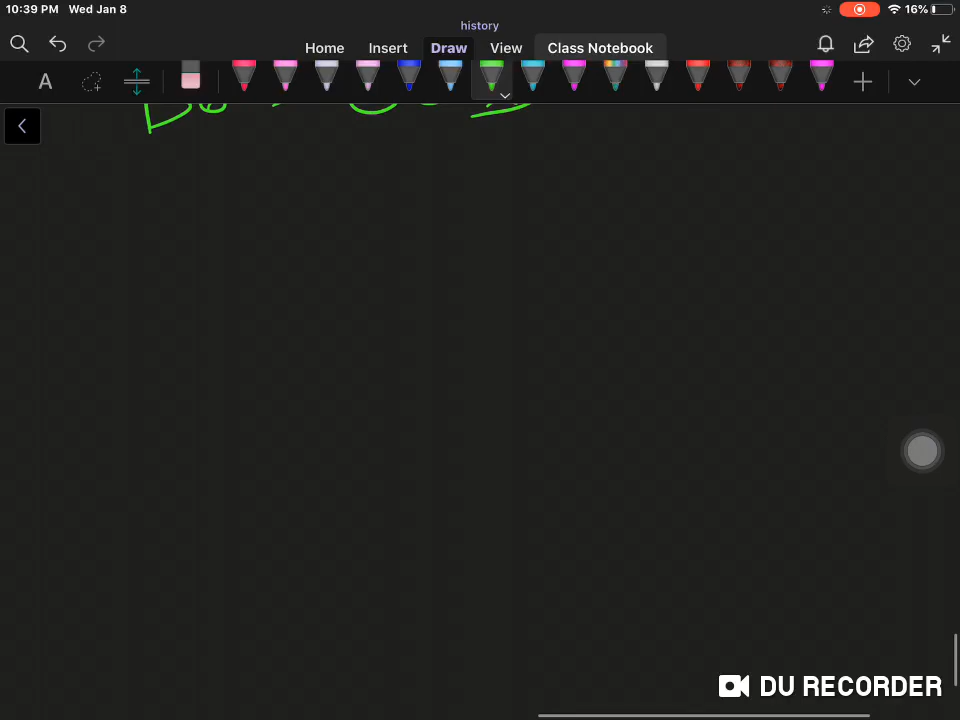 10:39 PM Wed Jan 8
16%
history
Home Insert Draw View Class Notebook
A
DU RECORDER